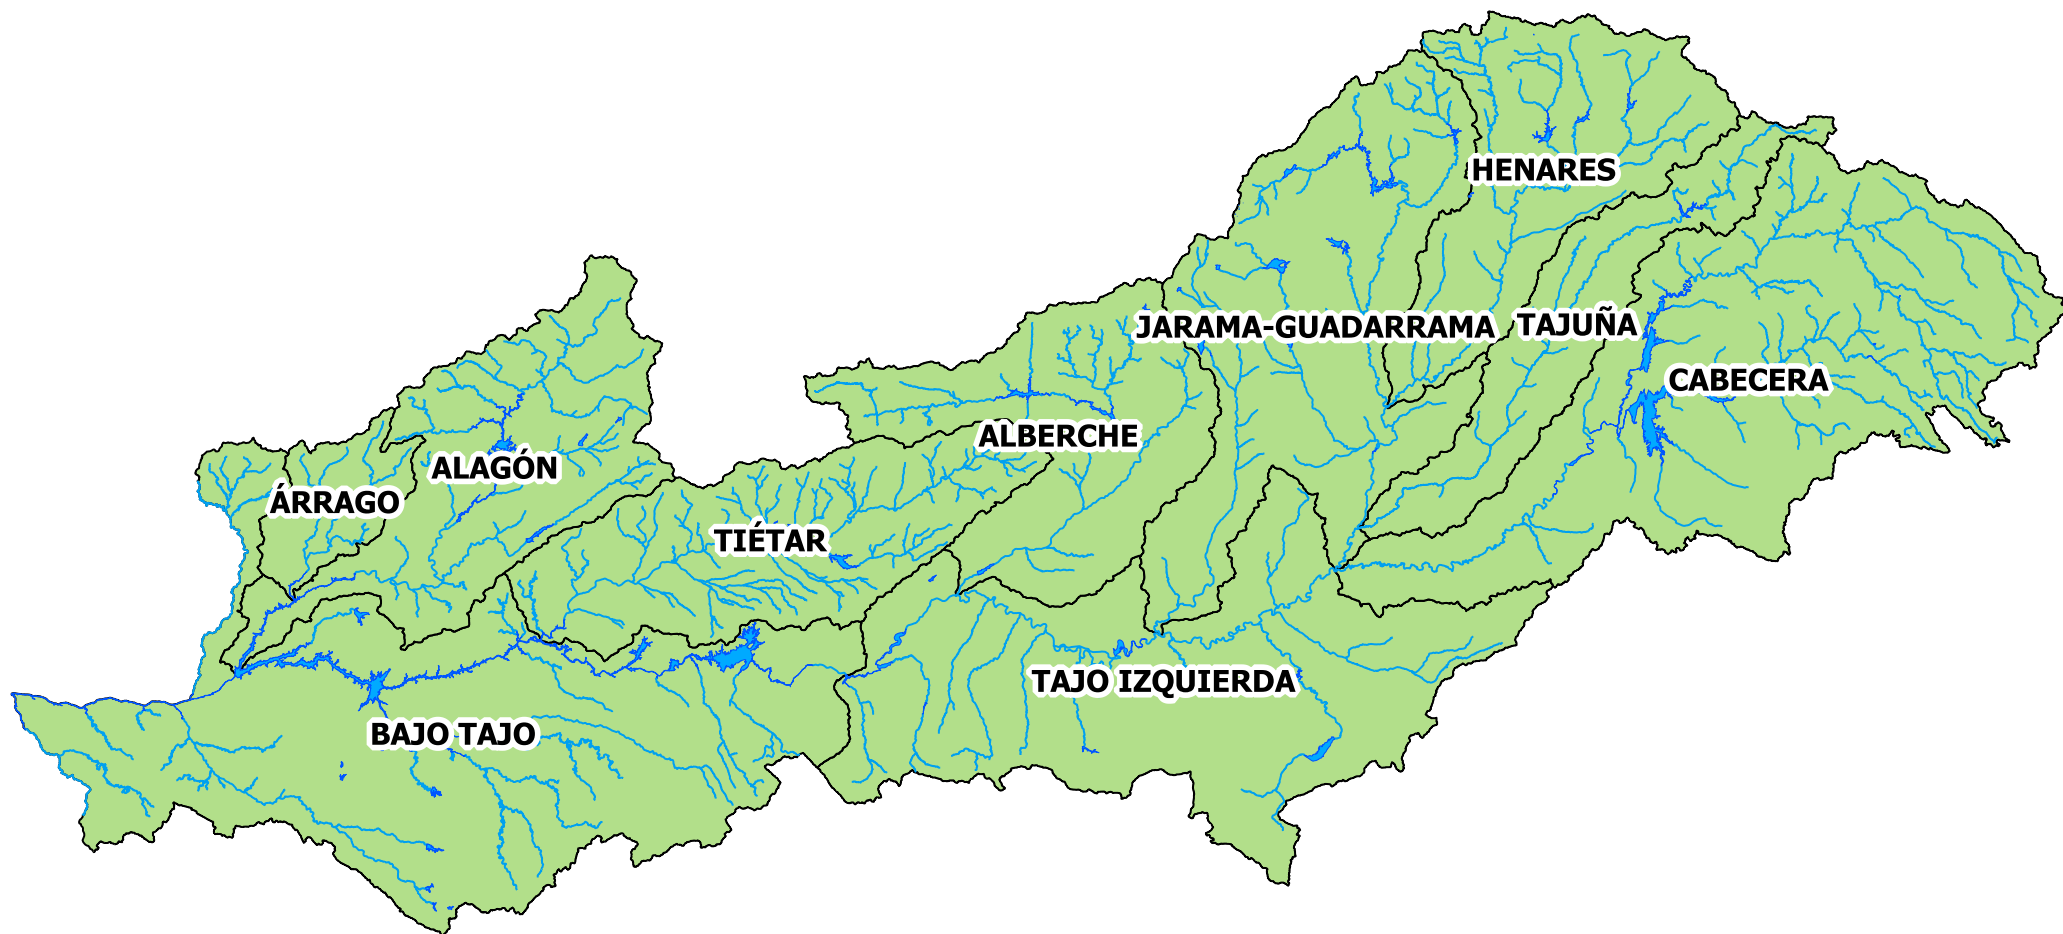 HENARES
JARAMA-GUADARRAMA
TAJUÑA
CABECERA
ALBERCHE
ALAGÓN
ÁRRAGO
TIÉTAR
TAJO IZQUIERDA
BAJO TAJO